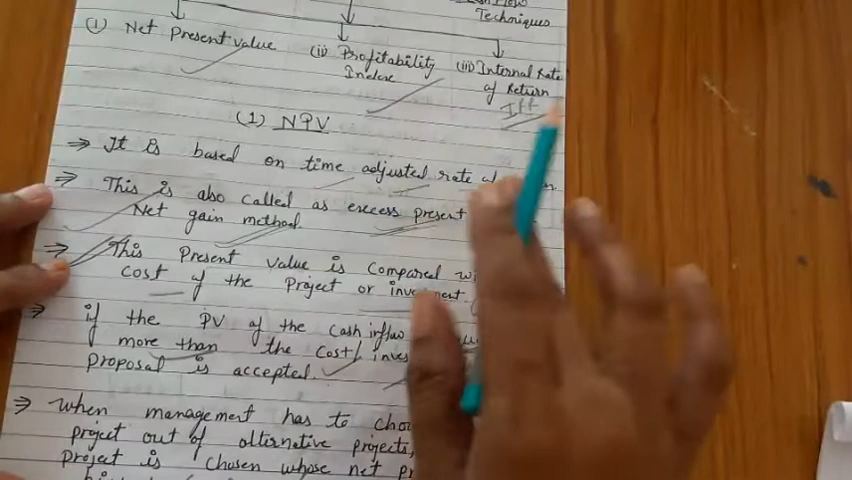 Techniques
(i) Net Present value
(ii) Profitability
Index
(iii) Internal Rate
of Return
(1) NPV
⇒ It is based on time adjusted rate
⇒ This is also called as excess present
Net gain method.
⇒ This Present value is compared
cost of the project or investment
⇒ if the PV of the cash inflow
more than the cost/
proposal is accepted.
⇒ when management has to
project out of alternative projects,
project is chosen whose net